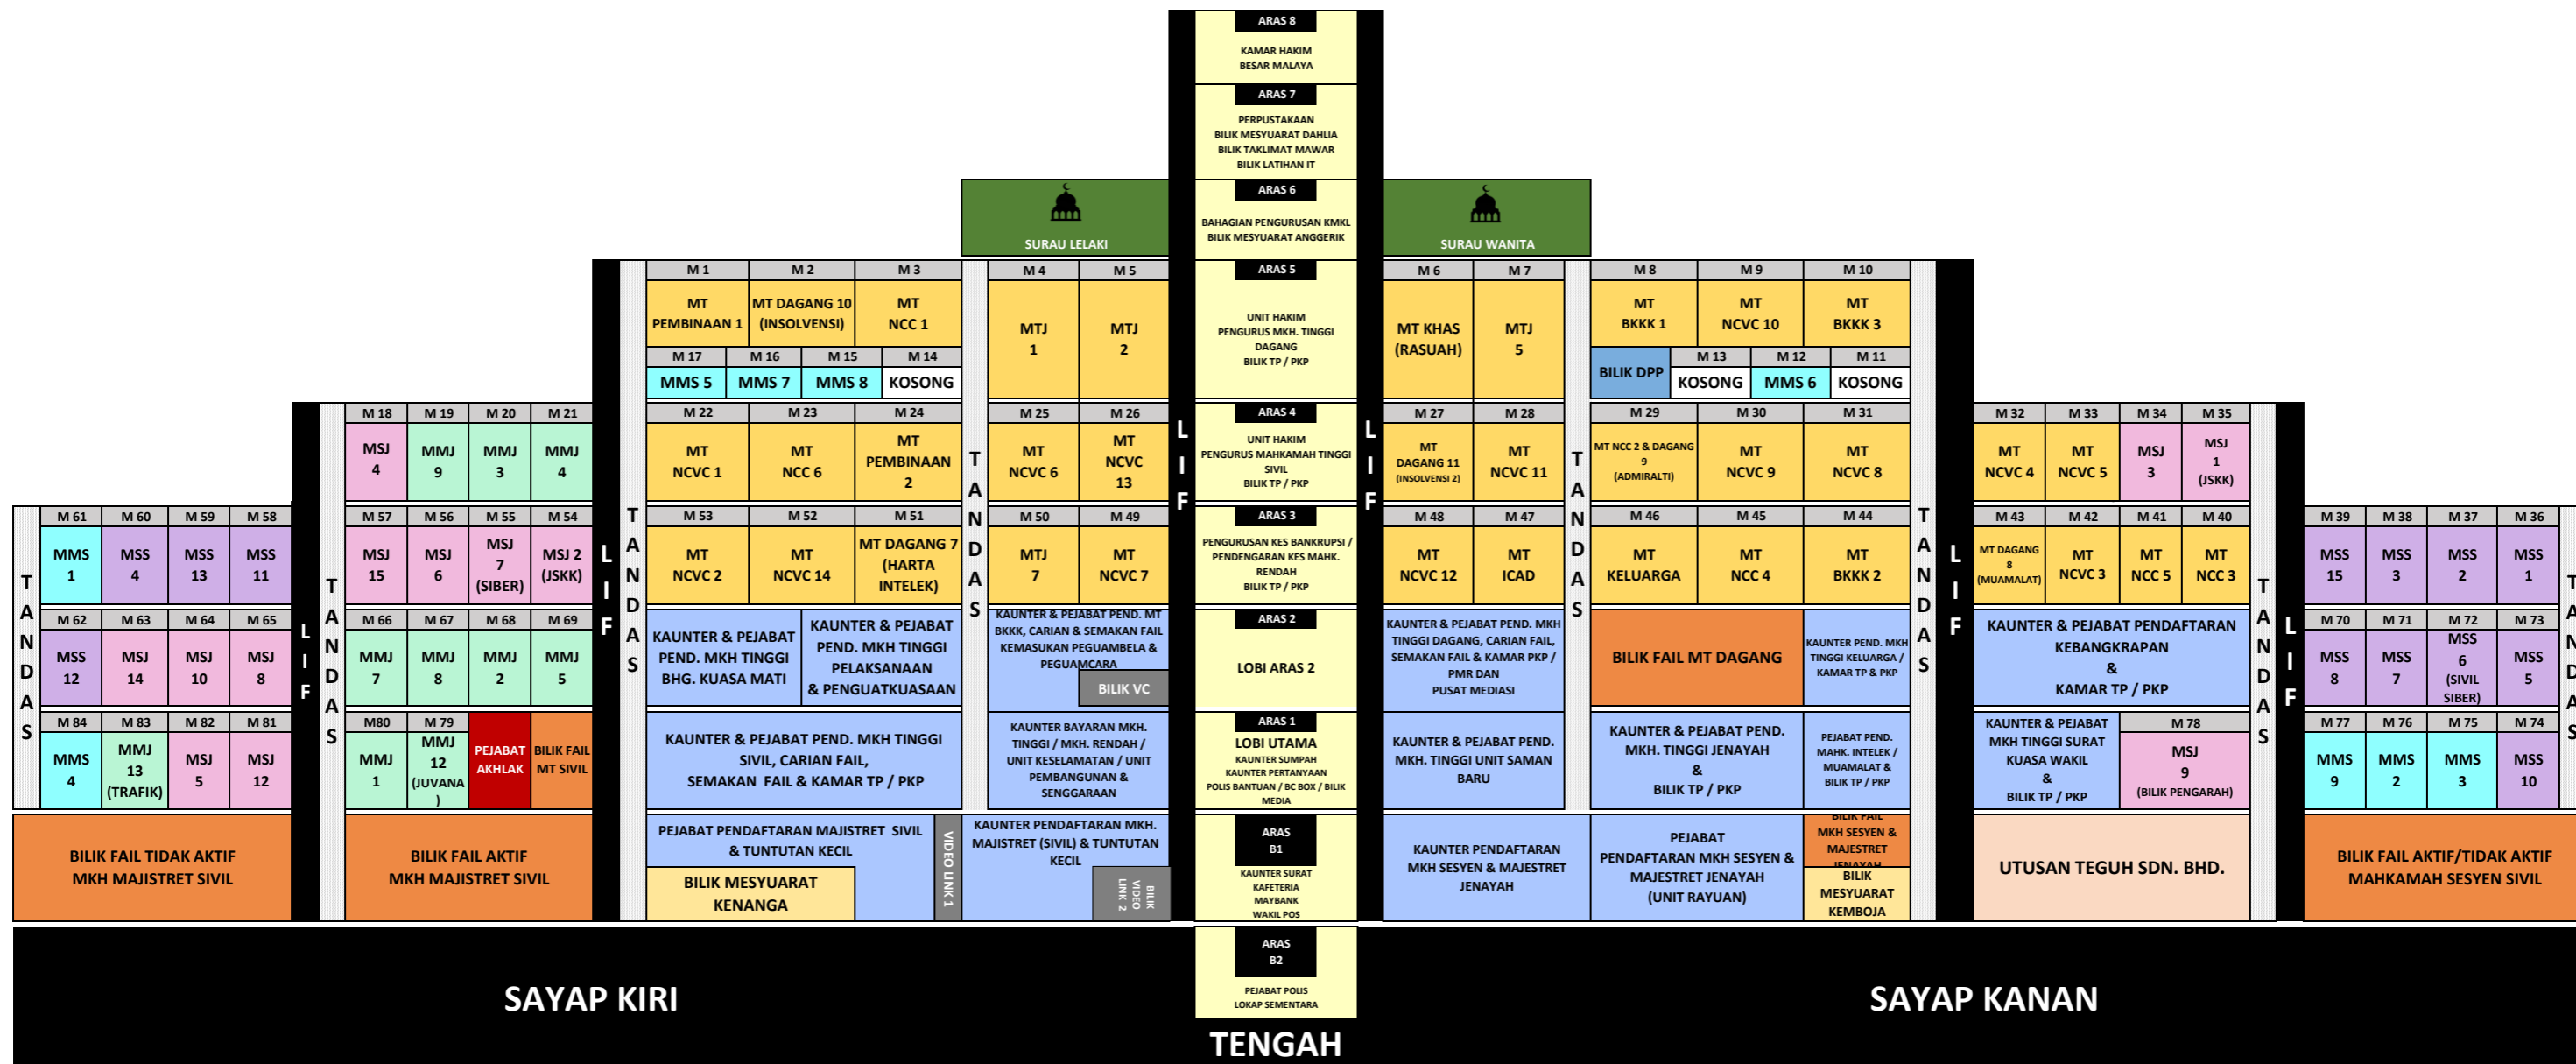 ARAS 8
KAMAR HAKIM
BESAR MALAYA
ARAS 7
PERPUSTAKAAN
BILIK MESYUARAT DAHLIA
BILIK TAKLIMAT MAWAR
BILIK LATIHAN IT
SURAU LELAKI
ARAS 6
BAHAGIAN PENGURUSAN KMKL
BILIK MESYUARAT ANGGERIK
SURAU WANITA
M 1
M 2
M 3
M 4
M 5
ARAS 5
M 6
M 7
M 8
M 9
M 10
MT
PEMBINAAN 1
MT DAGANG 10
(INSOLVENSI)
MT
NCC 1
MTJ
1
MTJ
2
UNIT HAKIM
PENGURUS MKH. TINGGI
DAGANG
BILIK TP / PKP
MT KHAS
(RASUAH)
MTJ
5
MT
BKKK 1
MT
NCVC 10
MT
BKKK 3
M 17
M 16
M 15
M 14
MMS 5
MMS 7
MMS 8
KOSONG
BILIK DPP
M 13
M 12
M 11
KOSONG
MMS 6
KOSONG
M 18
M 19
M 20
M 21
M 22
M 23
M 24
M 25
M 26
ARAS 4
M 27
M 28
M 29
M 30
M 31
M 32
M 33
M 34
M 35
MSJ
4
MMJ
9
MMJ
3
MMJ
4
MT
NCVC 1
MT
NCC 6
MT
PEMBINAAN
2
MT
NCVC 6
MT
NCVC
13
UNIT HAKIM
PENGURUS MAHKAMAH TINGGI
SIVIL
BILIK TP / PKP
MT
DAGANG 11
(INSOLVENSI 2)
MT
NCVC 11
MT NCC 2 & DAGANG
9
(ADMIRALTI)
MT
NCVC 9
MT
NCVC 8
MT
NCVC 4
MT
NCVC 5
MSJ
3
MSJ
1
(JSKK)
M 61
M 60
M 59
M 58
M 57
M 56
M 55
M 54
M 53
M 52
M 51
M 50
M 49
ARAS 3
M 48
M 47
M 46
M 45
M 44
M 43
M 42
M 41
M 40
M 39
M 38
M 37
M 36
MMS
1
MSS
4
MSS
13
MSS
11
MSJ
15
MSJ
6
MSJ
7
(SIBER)
MSJ 2
(JSKK)
MT
NCVC 2
MT
NCVC 14
MT DAGANG 7
(HARTA
INTELEK)
MTJ
7
MT
NCVC 7
PENGURUSAN KES BANKRUPSI /
PENDENGARAN KES MAHK.
RENDAH
BILIK TP / PKP
MT
NCVC 12
MT
ICAD
MT
KELUARGA
MT
NCC 4
MT
BKKK 2
MT DAGANG
8
(MUAMALAT)
MT
NCVC 3
MT
NCC 5
MT
NCC 3
MSS
15
MSS
3
MSS
2
MSS
1
M 62
M 63
M 64
M 65
M 66
M 67
M 68
M 69
MSS
12
MSJ
14
MSJ
10
MSJ
8
MMJ
7
MMJ
8
MMJ
2
MMJ
5
KAUNTER & PEJABAT
PEND. MKH TINGGI
BHG. KUASA MATI
KAUNTER & PEJABAT
PEND. MKH TINGGI
PELAKSANAAN
& PENGUATKUASAAN
KAUNTER & PEJABAT PEND. MT
BKKK, CARIAN & SEMAKAN FAIL
KEMASUKAN PEGUAMBELA &
PEGUAMCARA
BILIK VC
ARAS 2
LOBI ARAS 2
KAUNTER & PEJABAT PEND. MKH
TINGGI DAGANG, CARIAN FAIL,
SEMAKAN FAIL & KAMAR PKP /
PMR DAN
PUSAT MEDIASI
BILIK FAIL MT DAGANG
KAUNTER PEND. MKH
TINGGI KELUARGA /
KAMAR TP & PKP
KAUNTER & PEJABAT PENDAFTARAN
KEBANGKRAPAN
&
KAMAR TP / PKP
M 70
M 71
M 72
M 73
MSS
8
MSS
7
MSS
6
(SIVIL
SIBER)
MSS
5
M 84
M 83
M 82
M 81
M80
M 79
MMS
4
MMJ
13
(TRAFIK)
MSJ
5
MSJ
12
MMJ
1
MMJ
12
(JUVANA
)
PEJABAT
AKHLAK
BILIK FAIL
MT SIVIL
KAUNTER & PEJABAT PEND. MKH TINGGI
SIVIL, CARIAN FAIL,
SEMAKAN FAIL & KAMAR TP / PKP
KAUNTER BAYARAN MKH.
TINGGI / MKH. RENDAH /
UNIT KESELAMATAN / UNIT
PEMBANGUNAN &
SENGGARAAN
ARAS 1
LOBI UTAMA
KAUNTER SUMPAH
KAUNTER PERTANYAAN
POLIS BANTUAN / BC BOX / BILIK
MEDIA
KAUNTER & PEJABAT PEND.
MKH. TINGGI UNIT SAMAN
BARU
KAUNTER & PEJABAT PEND.
MKH. TINGGI JENAYAH
&
BILIK TP / PKP
PEJABAT PEND.
MAHK. INTELEK /
MUAMALAT &
BILIK TP / PKP
KAUNTER & PEJABAT
MKH TINGGI SURAT
KUASA WAKIL
&
BILIK TP / PKP
M 78
MSJ
9
(BILIK PENGARAH)
M 77
M 76
M 75
M 74
MMS
9
MMS
2
MMS
3
MSS
10
BILIK FAIL TIDAK AKTIF
MKH MAJISTRET SIVIL
BILIK FAIL AKTIF
MKH MAJISTRET SIVIL
PEJABAT PENDAFTARAN MAJISTRET SIVIL
& TUNTUTAN KECIL
BILIK MESYUARAT
KENANGA
VIDEO LINK 1
KAUNTER PENDAFTARAN MKH.
MAJISTRET (SIVIL) & TUNTUTAN
KECIL
BILIK
VIDEO
LINK 2
ARAS
B1
KAUNTER SURAT
KAFETERIA
MAYBANK
WAKIL POS
KAUNTER PENDAFTARAN
MKH SESYEN & MAJESTRET
JENAYAH
PEJABAT
PENDAFTARAN MKH SESYEN &
MAJESTRET JENAYAH
(UNIT RAYUAN)
BILIK FAIL
MKH SESYEN &
MAJESTRET
JENAYAH
BILIK
MESYUARAT
KEMBOJA
UTUSAN TEGUH SDN. BHD.
BILIK FAIL AKTIF/TIDAK AKTIF
MAHKAMAH SESYEN SIVIL
TANDAS
LIF
TANDAS
LIF
TANDAS
TANDAS
LIF
LIF
TANDAS
TANDAS
LIF
TANDAS
LIF
TANDAS
ARAS
B2
PEJABAT POLIS
LOKAP SEMENTARA
SAYAP KIRI
SAYAP KANAN
TENGAH